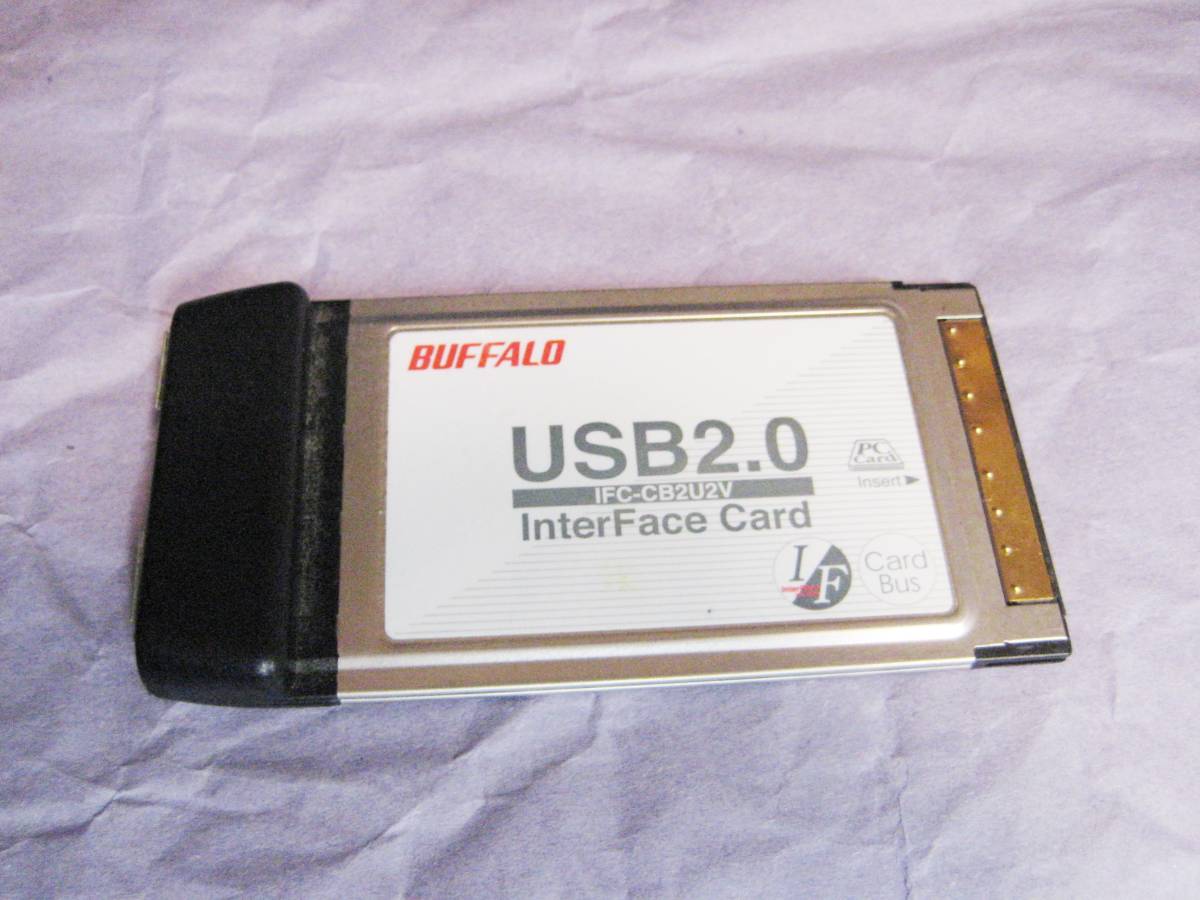 BUFFALO
USB2.0
IFC-CB2U2V
InterFace Card
PC
Card
Insert
I
F
Card
Bus